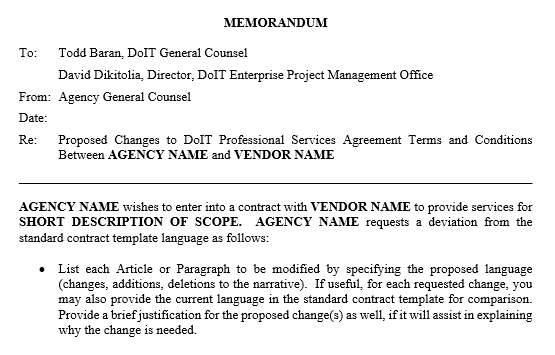 MEMORANDUM
To: Todd Baran, DoIT General Counsel
David Dikitolia, Director, DoIT Enterprise Project Management Office
From: Agency General Counsel
Date:
Re: Proposed Changes to DoIT Professional Services Agreement Terms and Conditions
Between AGENCY NAME and VENDOR NAME
AGENCY NAME wishes to enter into a contract with VENDOR NAME to provide services for
SHORT DESCRIPTION OF SCOPE. AGENCY NAME requests a deviation from the
standard contract template language as follows:
• List each Article or Paragraph to be modified by specifying the proposed language
(changes, additions, deletions to the narrative). If useful, for each requested change, you
may also provide the current language in the standard contract template for comparison.
Provide a brief justification for the proposed change(s) as well, if it will assist in explaining
why the change is needed.